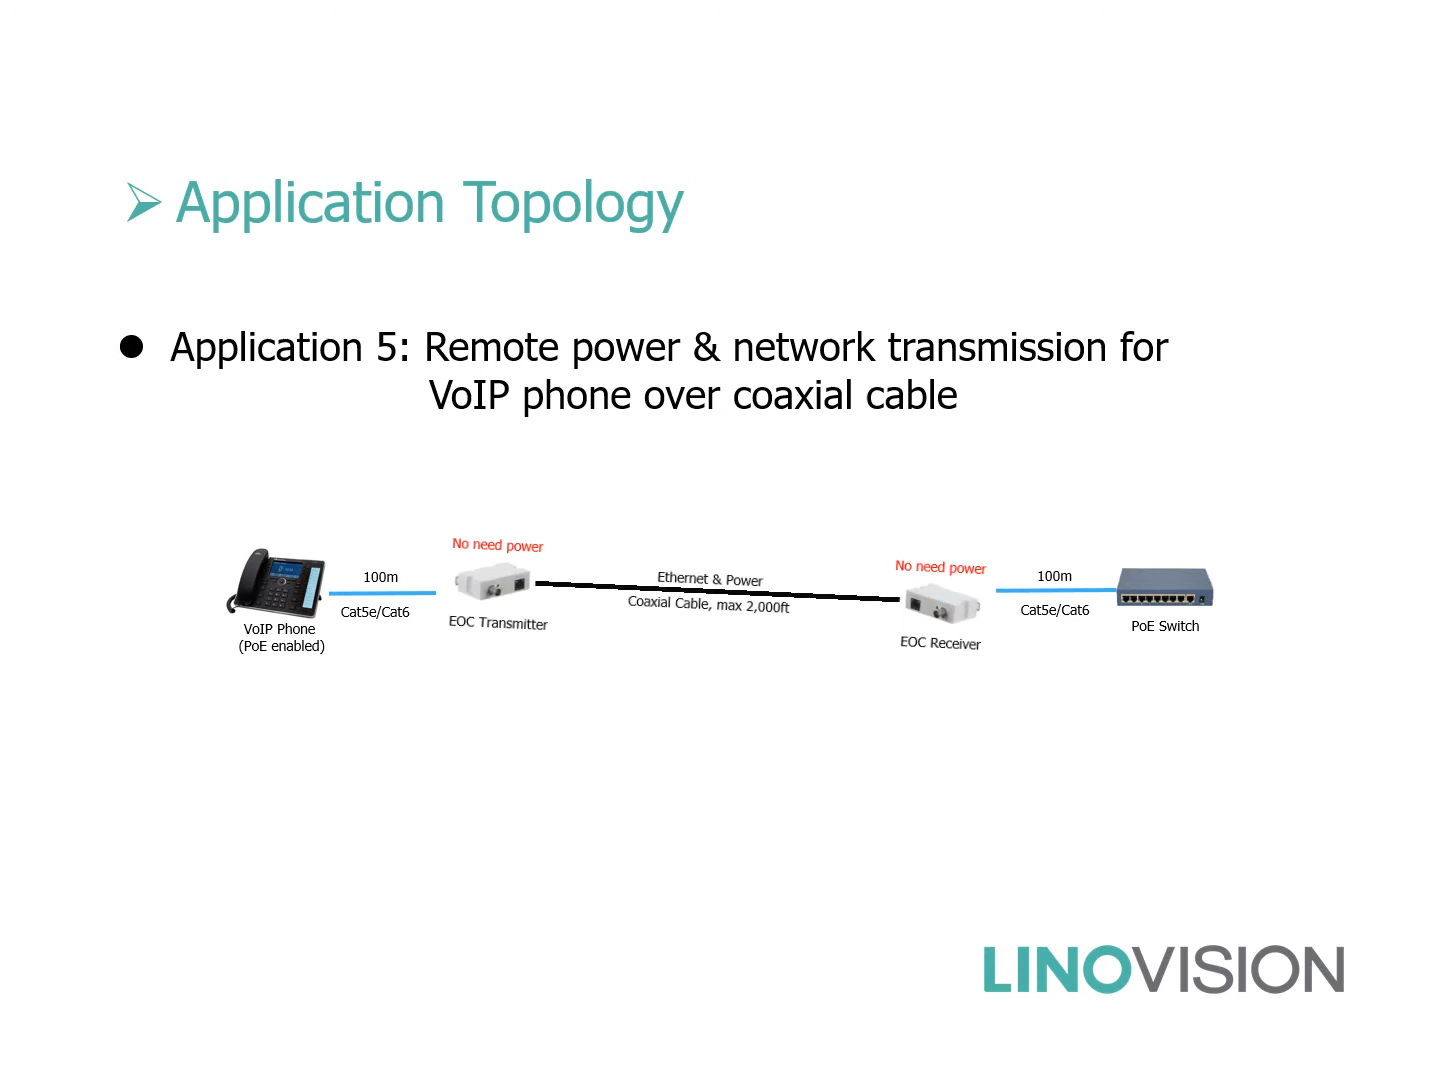 Application Topology
Application 5: Remote power & network transmission for
VoIP phone over coaxial cable
No need power
No need power
100m
Ethernet & Power
100m
Cat5e/Cat6
Coaxial Cable, max 2,000ft
Cat5e/Cat6
VoIP Phone
(PoE enabled)
EOC Transmitter
EOC Receiver
PoE Switch
LINOVISION